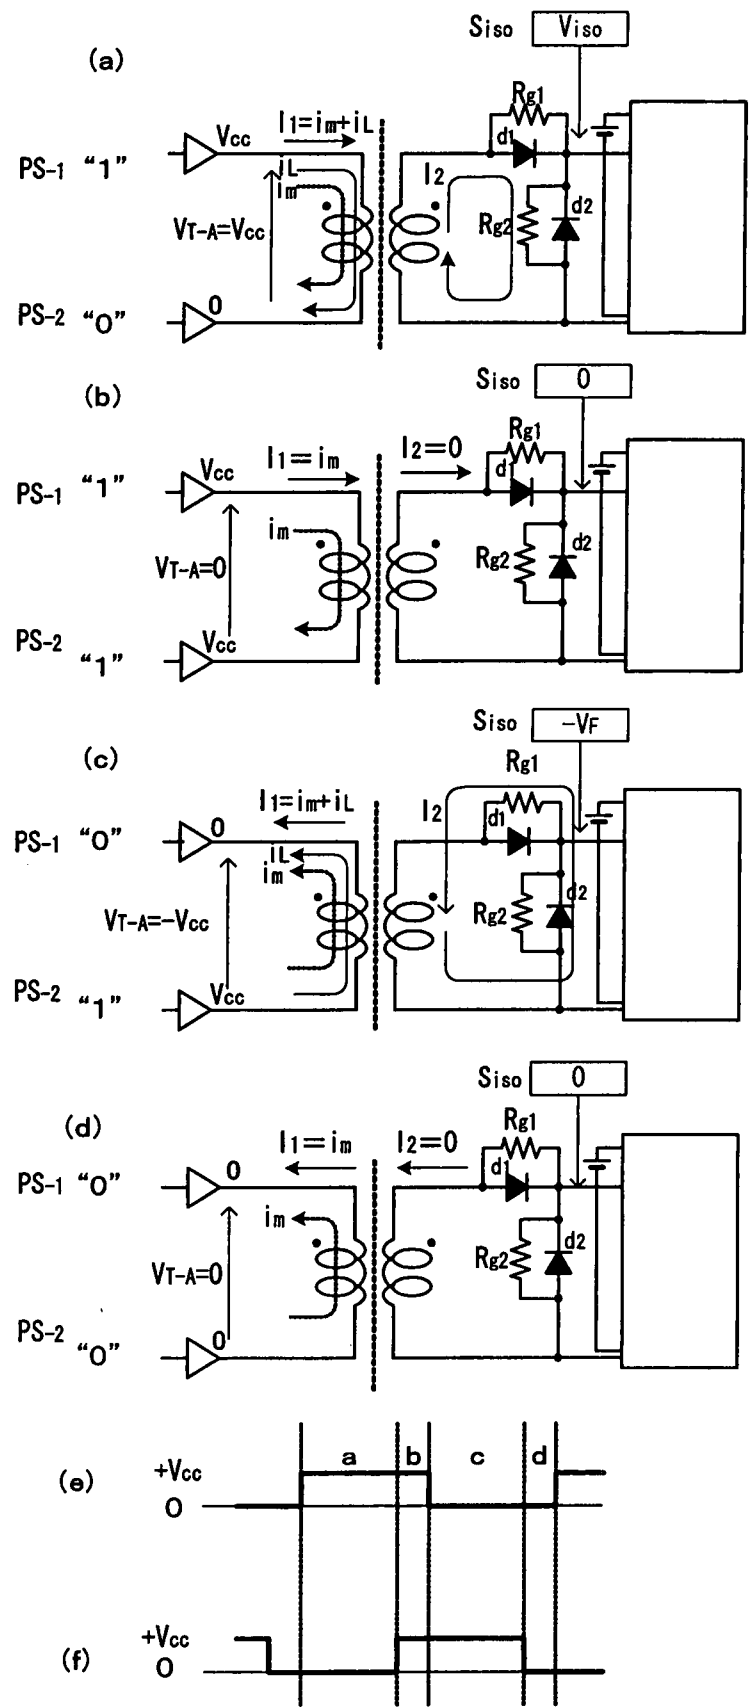 (a)
Siso Viso
Rg1
d1
I1=im+iL
Vcc
PS-1 “1”
iL
im
I2
VT-A=Vcc
Rg2
d2
PS-2 “0”
0
(b)
Siso 0
Rg1
d1
I1=im
I2=0
Vcc
PS-1 “1”
im
VT-A=0
Rg2
d2
PS-2 “1”
Vcc
(c)
Siso -VF
Rg1
d1
I1=im+iL
I2
0
PS-1 “0”
iL
im
VT-A=-Vcc
Rg2
d2
PS-2 “1”
Vcc
(d)
Siso 0
Rg1
d1
I1=im
I2=0
0
PS-1 “0”
im
VT-A=0
Rg2
d2
PS-2 “0”
0
a b c d
(e) +Vcc
0
(f) +Vcc
0